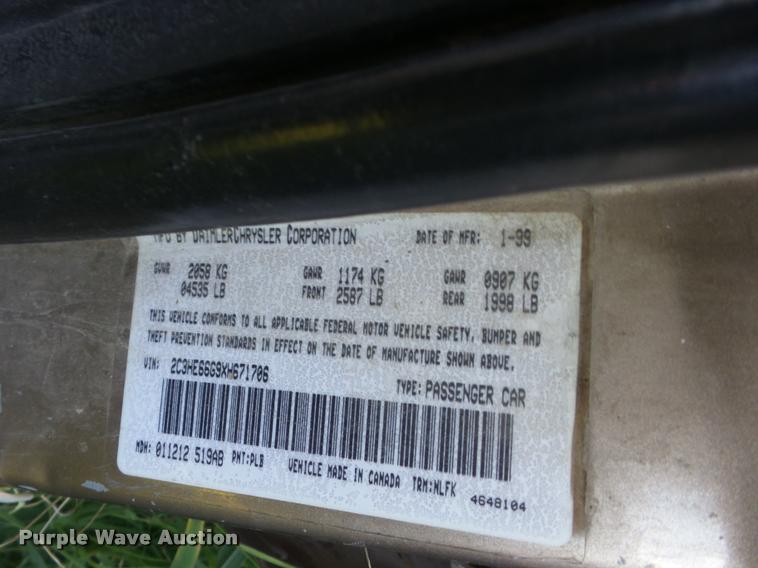 MFG BY DAIMLERCHRYSLER CORPORATION DATE OF MFR: 1-99
GVWR 2058 KG GAWR 1174 KG GAWR 0907 KG
04535 LB FRONT 2587 LB REAR 1998 LB
THIS VEHICLE CONFORMS TO ALL APPLICABLE FEDERAL MOTOR VEHICLE SAFETY, BUMPER AND
THEFT PREVENTION STANDARDS IN EFFECT ON THE DATE OF MANUFACTURE SHOWN ABOVE.
VIN: 2C3HE66G9XH671706 TYPE: PASSENGER CAR
MDH: 011212 519AB PNT:PLB VEHICLE MADE IN CANADA TRM:NLFK 4648104
Purple Wave Auction